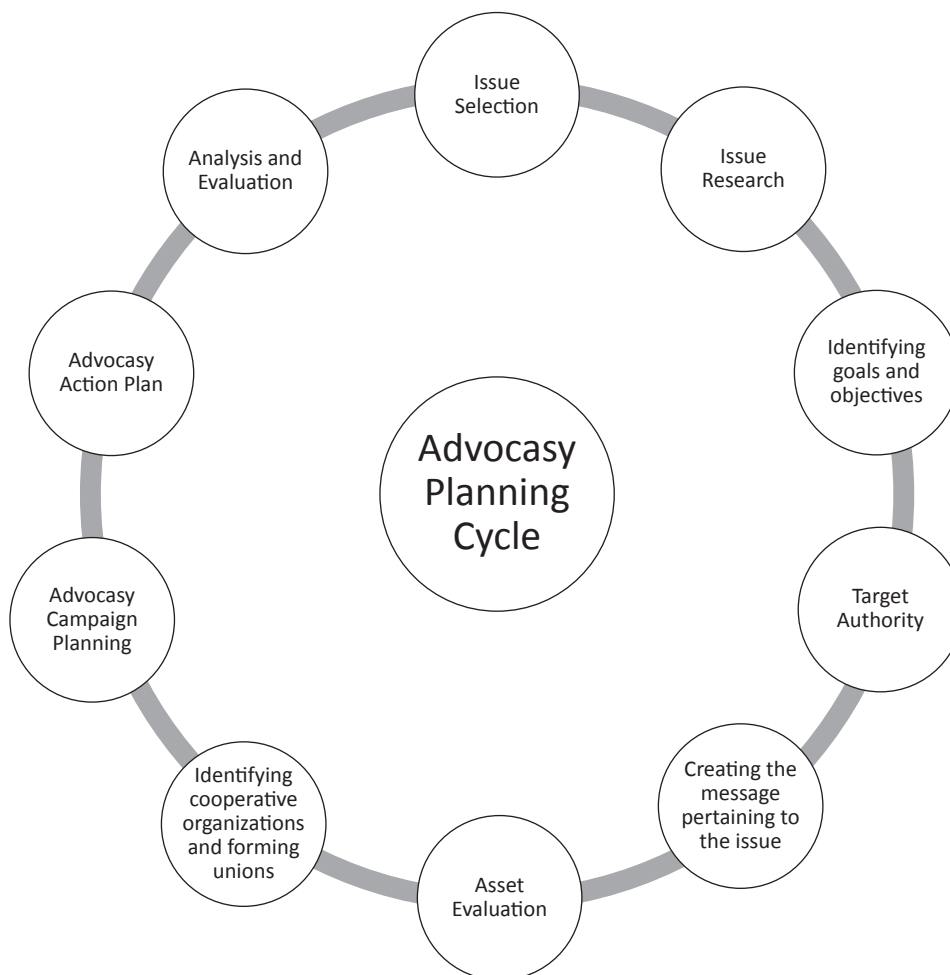 Issue
Selection
Issue
Research
Identifying
goals and
objectives
Target
Authority
Creating the
message
pertaining to
the issue
Asset
Evaluation
Identifying
cooperative
organizations
and forming
unions
Advocasy
Campaign
Planning
Advocasy
Action Plan
Analysis and
Evaluation
Advocasy
Planning
Cycle